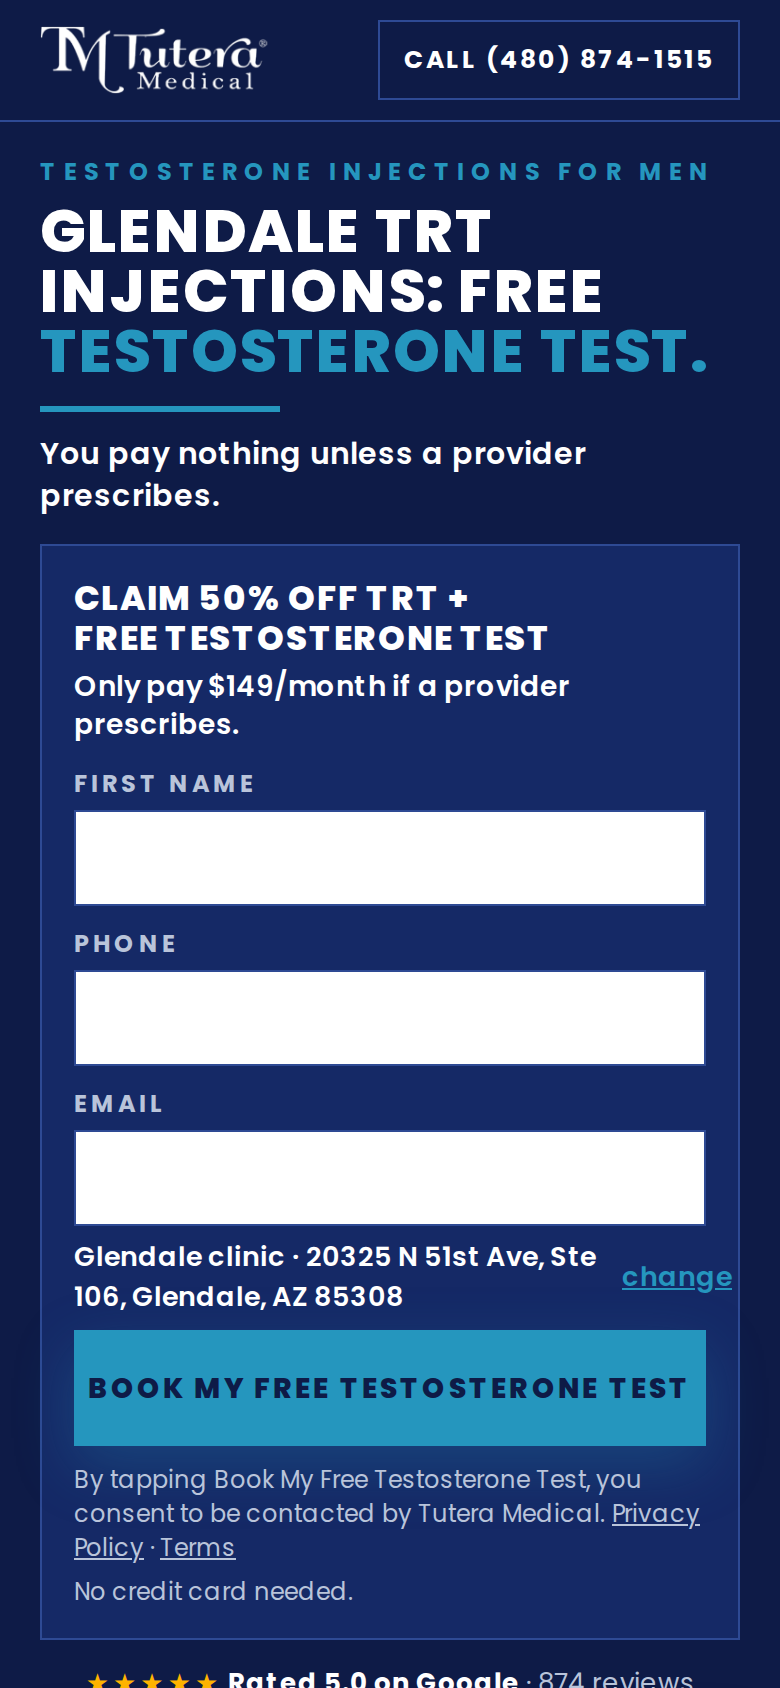 TM Tutera®
Medical
CALL (480) 874-1515
TESTOSTERONE INJECTIONS FOR MEN
GLENDALE TRT
INJECTIONS: FREE
TESTOSTERONE TEST.
You pay nothing unless a provider
prescribes.
CLAIM 50% OFF TRT +
FREE TESTOSTERONE TEST
Only pay $149/month if a provider
prescribes.
FIRST NAME
PHONE
EMAIL
Glendale clinic · 20325 N 51st Ave, Ste
106, Glendale, AZ 85308
change
BOOK MY FREE TESTOSTERONE TEST
By tapping Book My Free Testosterone Test, you
consent to be contacted by Tutera Medical. Privacy
Policy · Terms
No credit card needed.
★★★★★ Rated 5.0 on Google · 874 reviews